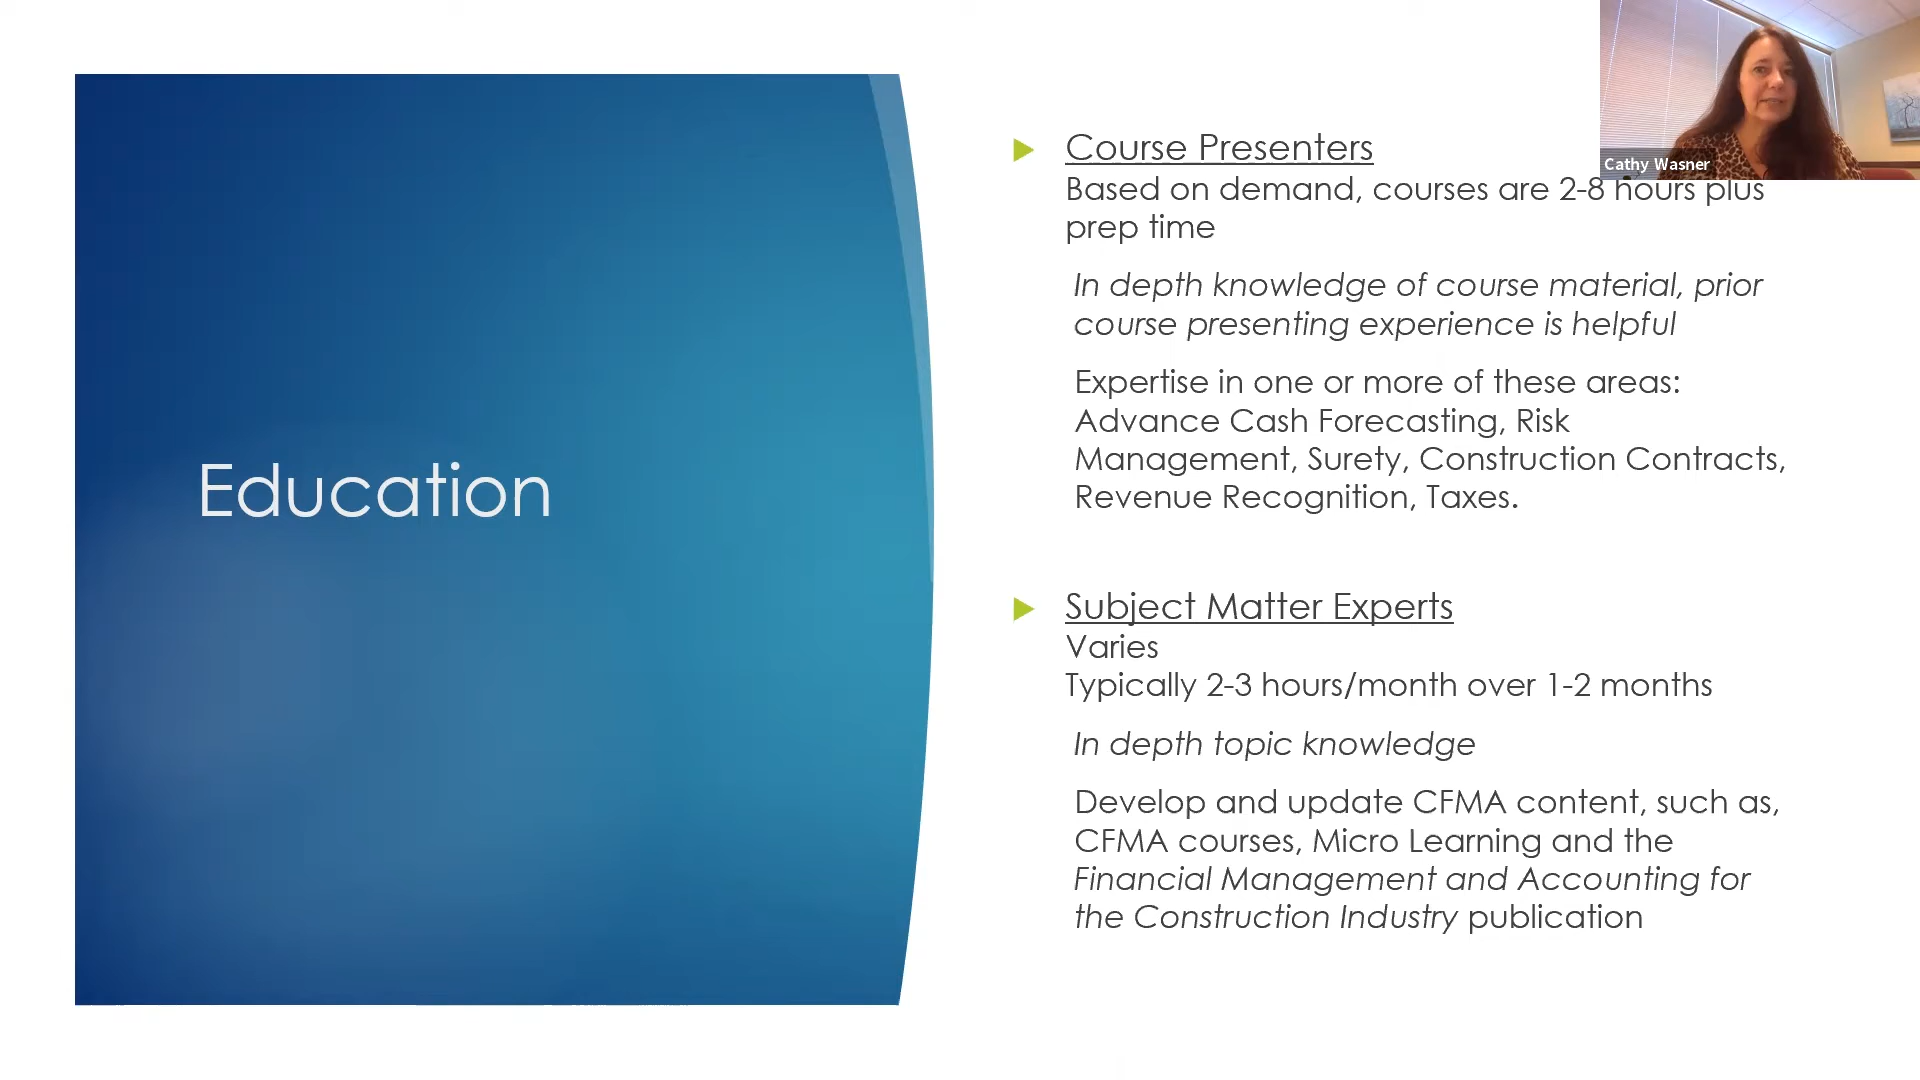 Education
Course Presenters
Based on demand, courses are 2-8 hours plus
prep time
In depth knowledge of course material, prior
course presenting experience is helpful
Expertise in one or more of these areas:
Advance Cash Forecasting, Risk
Management, Surety, Construction Contracts,
Revenue Recognition, Taxes.
Subject Matter Experts
Varies
Typically 2-3 hours/month over 1-2 months
In depth topic knowledge
Develop and update CFMA content, such as,
CFMA courses, Micro Learning and the
Financial Management and Accounting for
the Construction Industry publication
Cathy Wasner